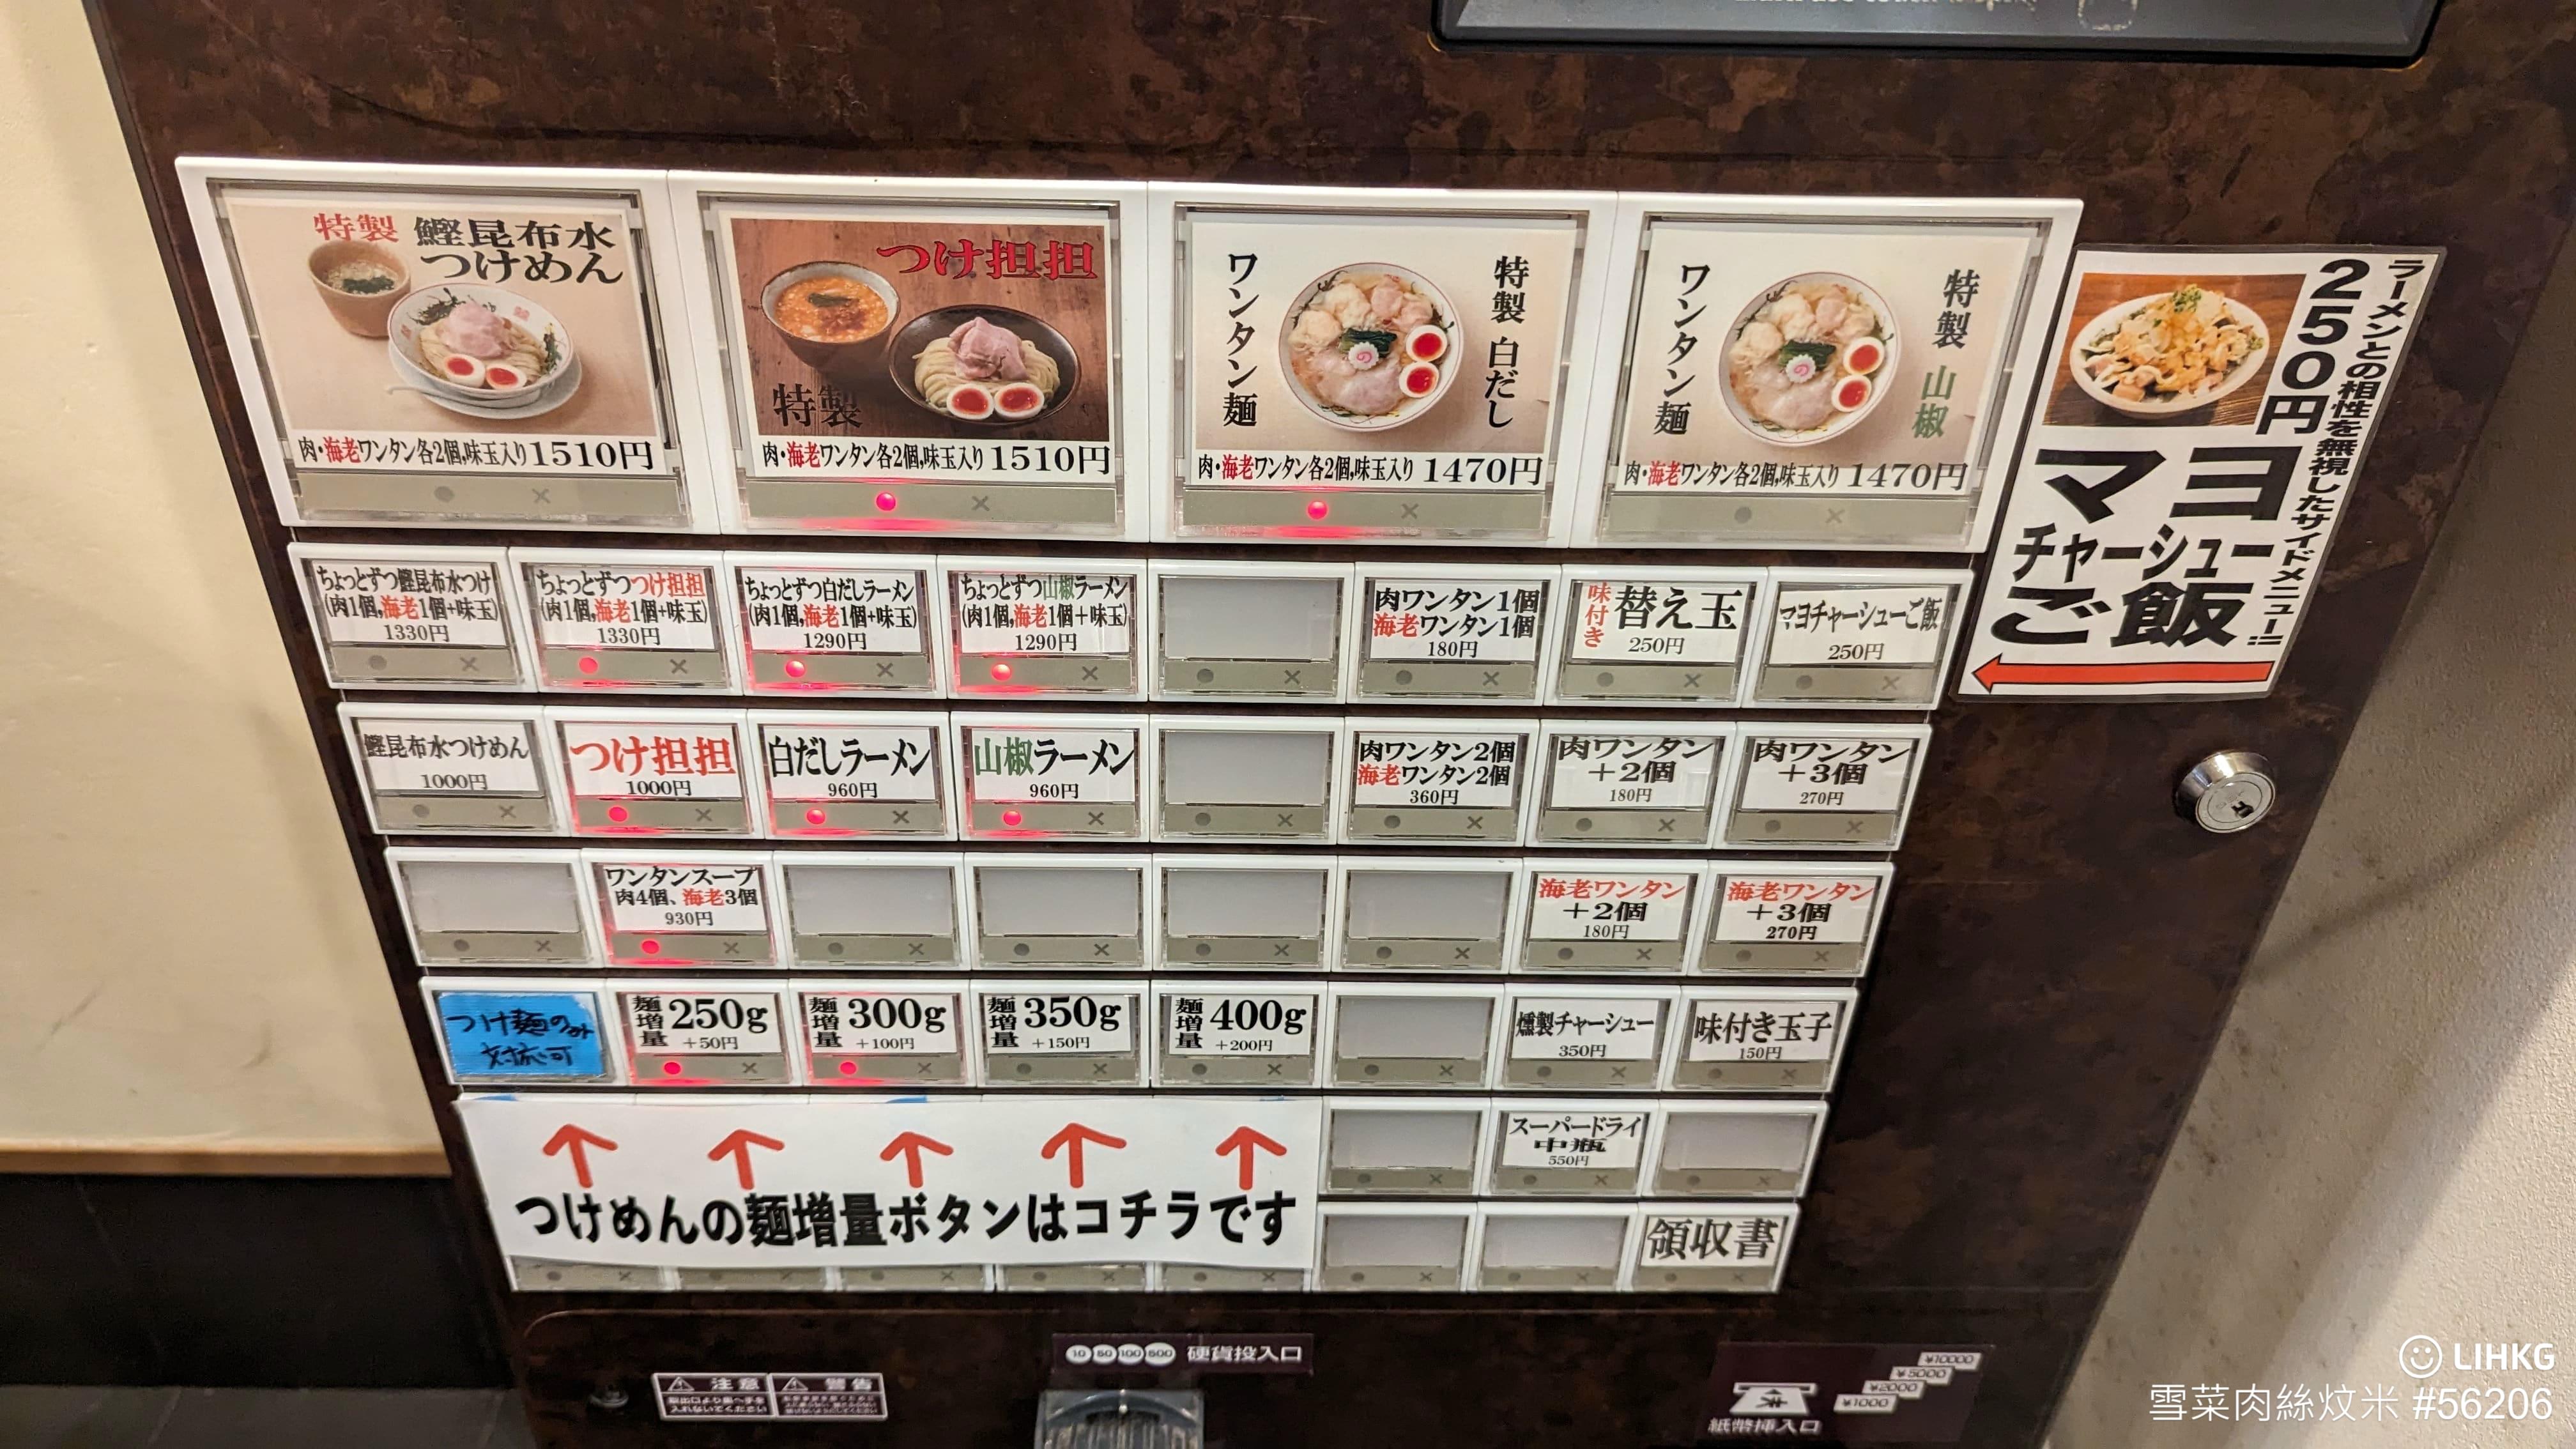 特製 鰹昆布水
つけめん
肉・海老ワンタン各2個,味玉入り1510円
つけ担担
特製
肉・海老ワンタン各2個,味玉入り1510円
特製 白だし
ワンタン麺
肉・海老ワンタン各2個,味玉入り1470円
特製 山椒
ワンタン麺
肉・海老ワンタン各2個,味玉入り1470円
ラーメンとの相性を無視したサイドメニュー!!!
250円
マヨ
チャーシュー
ご飯
ちょっとずつ鰹昆布水つけ
(肉1個,海老1個+味玉)
1330円
ちょっとずつつけ担担
(肉1個,海老1個+味玉)
1330円
ちょっとずつ白だしラーメン
(肉1個,海老1個+味玉)
1290円
ちょっとずつ山椒ラーメン
(肉1個,海老1個+味玉)
1290円
肉ワンタン1個
海老ワンタン1個
180円
味付き 替え玉
250円
マヨチャーシューご飯
250円
鰹昆布水つけめん
1000円
つけ担担
1000円
白だしラーメン
960円
山椒ラーメン
960円
肉ワンタン2個
海老ワンタン2個
360円
肉ワンタン
+2個
180円
肉ワンタン
+3個
270円
ワンタンスープ
肉4個、海老3個
930円
海老ワンタン
+2個
180円
海老ワンタン
+3個
270円
つけ麺のみ
対応可
麺増量 250g
+50円
麺増量 300g
+100円
麺増量 350g
+150円
麺増量 400g
+200円
燻製チャーシュー
350円
味付き玉子
150円
スーパードライ
中瓶
550円
つけめんの麺増量ボタンはコチラです
領収書
10 50 100 500 硬貨投入口
注意
警告
¥10000
¥5000
¥2000
¥1000
紙幣挿入口
LIHKG
雪菜肉絲炆米 #56206